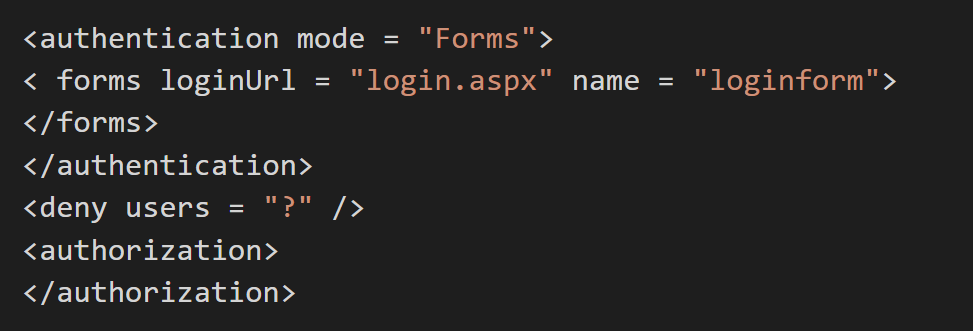 <authentication mode = "Forms">
< forms loginUrl = "login.aspx" name = "loginform">
</forms>
</authentication>
<deny users = "?" />
<authorization>
</authorization>